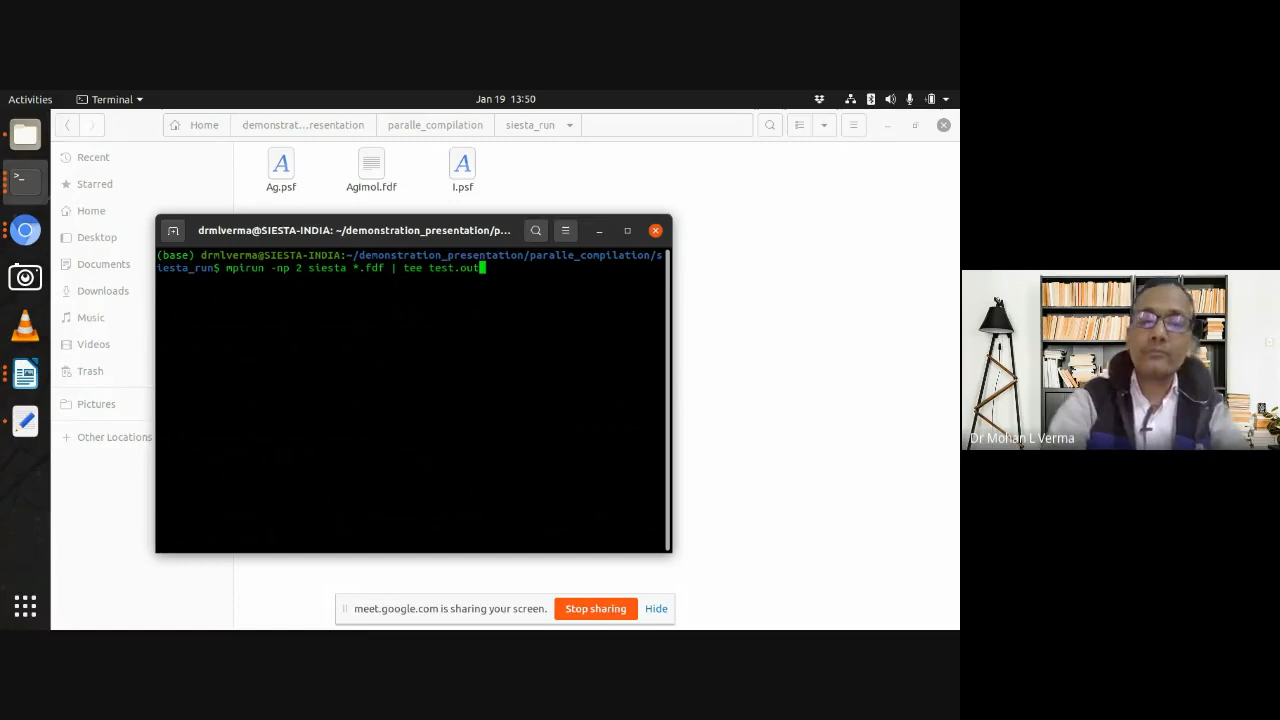 Activities
Terminal
Jan 19 13:50
Home
demonstrat...resentation
paralle_compilation
siesta_run
Recent
Starred
Home
Desktop
Documents
Downloads
Music
Videos
Trash
Pictures
Other Locations
Ag.psf
AgImol.fdf
I.psf
drmlverma@SIESTA-INDIA: ~/demonstration_presentation/p...
(base) drmlverma@SIESTA-INDIA:~/demonstration_presentation/paralle_compilation/s
iesta_run$ mpirun -np 2 siesta *.fdf | tee test.out
meet.google.com is sharing your screen.
Stop sharing
Hide
Dr Mohan L Verma